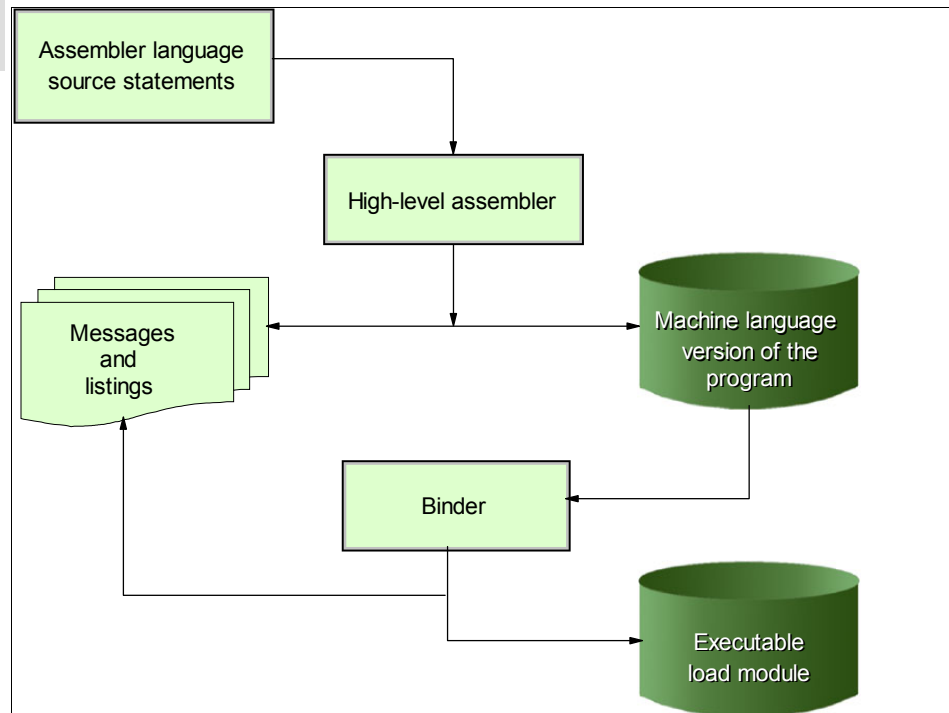 Assembler language
source statements
High-level assembler
Messages
and
listings
Machine language
version of the
program
Binder
Executable
load module